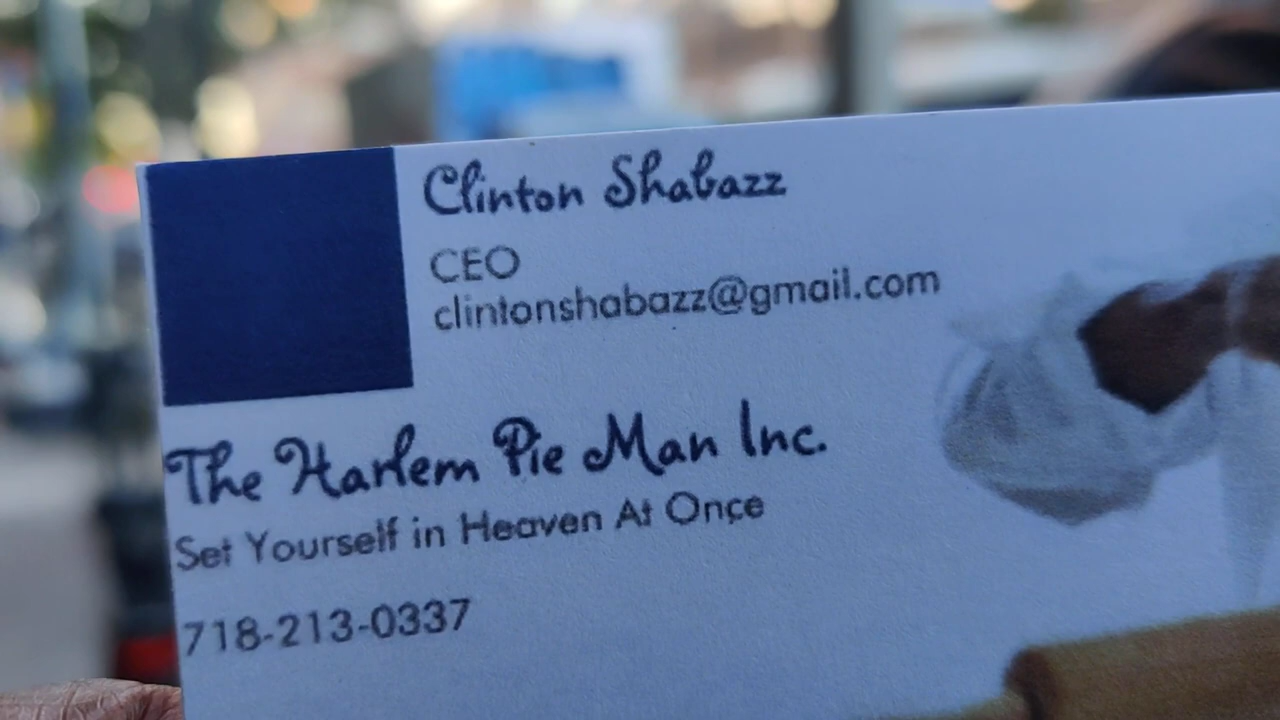 Clinton Shabazz
CEO
clintonshabazz@gmail.com
The Harlem Pie Man Inc.
Set Yourself in Heaven At Once
718-213-0337